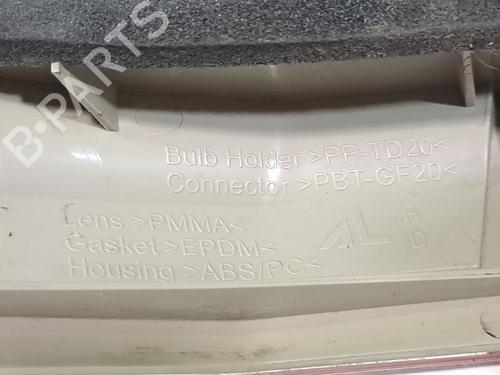 B-PARTS
Bulb Holder >PP-TD20<
Connector >PBT-GF20<
Lens >PMMA<
Gasket >EPDM<
Housing >ABS/PC<
AL
R
D